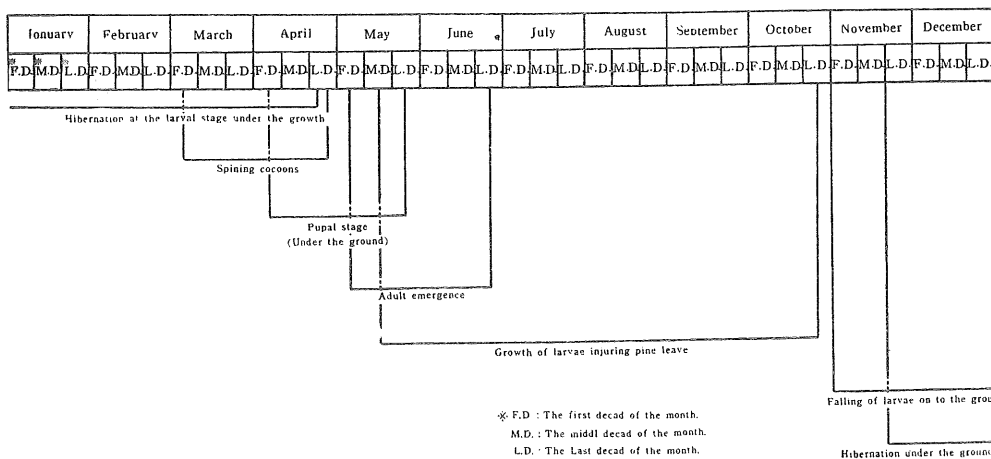 Ionuary February March April May June July August September October November December
※ ※ ※
F.D. M.D. L.D. F.D. M.D. L.D. F.D. M.D. L.D. F.D. M.D. L.D. F.D. M.D. L.D. F.D. M.D. L.D. F.D. M.D. L.D. F.D. M.D. L.D. F.D. M.D. L.D. F.D. M.D. L.D. F.D. M.D. L.D. F.D. M.D. L.D.
Hibernation at the larval stage under the growth
Spining cocoons
Pupal stage
(Under the ground)
Adult emergence
Growth of larvae injuring pine leave
Falling of larvae on to the grou
※ F.D : The first decad of the month.
M.D. : The middl decad of the month.
L.D. : The Last decad of the month.
Hibernation under the ground